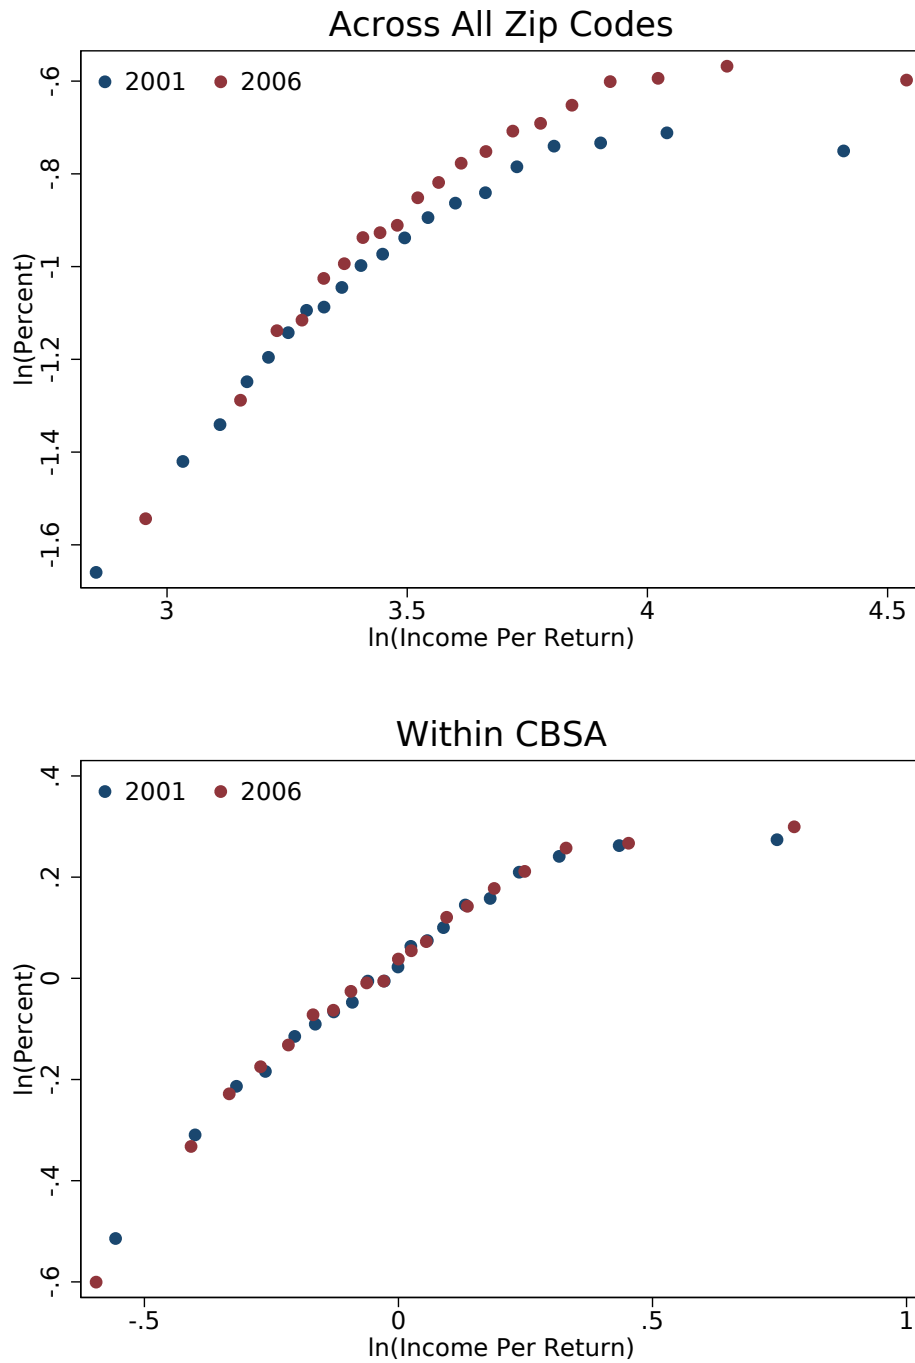 Across All Zip Codes
2001 2006
-.6
-.8
-1
-1.2
-1.4
-1.6
ln(Percent)
3 3.5 4 4.5
ln(Income Per Return)
Within CBSA
2001 2006
.4
.2
0
-.2
-.4
-.6
ln(Percent)
-.5 0 .5 1
ln(Income Per Return)